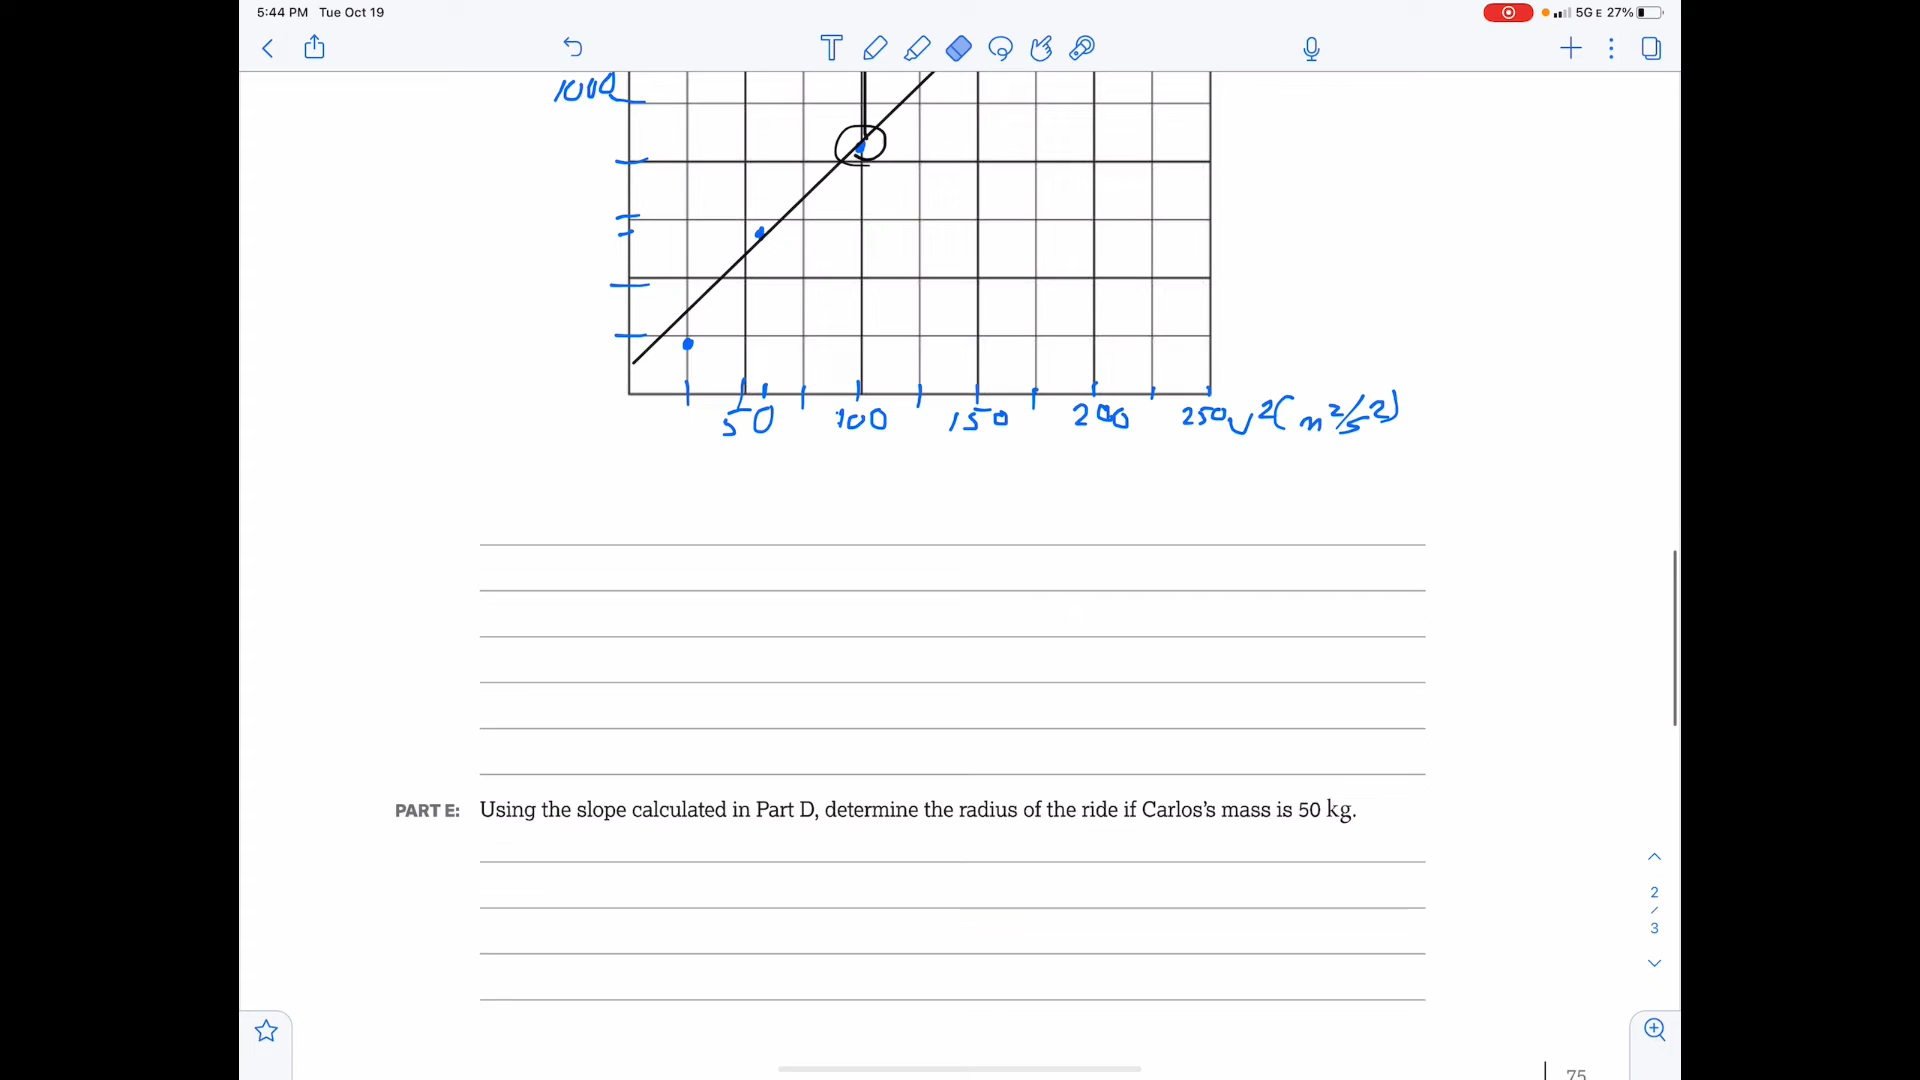 5:44 PM Tue Oct 19
5G E 27%
1000
50 100 150 200 250 v²(m²/s²)
PART E: Using the slope calculated in Part D, determine the radius of the ride if Carlos's mass is 50 kg.
2
/
3
75